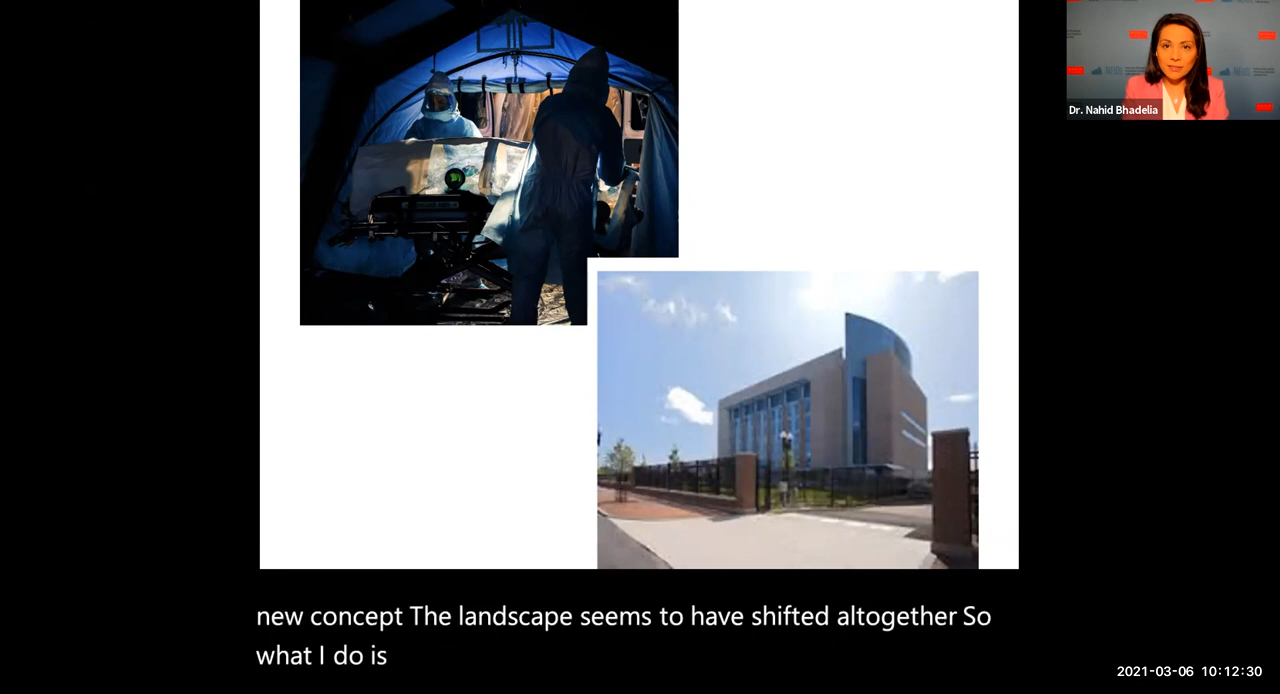 Dr. Nahid Bhadelia
new concept The landscape seems to have shifted altogether So
what I do is
2021-03-06 10:12:30